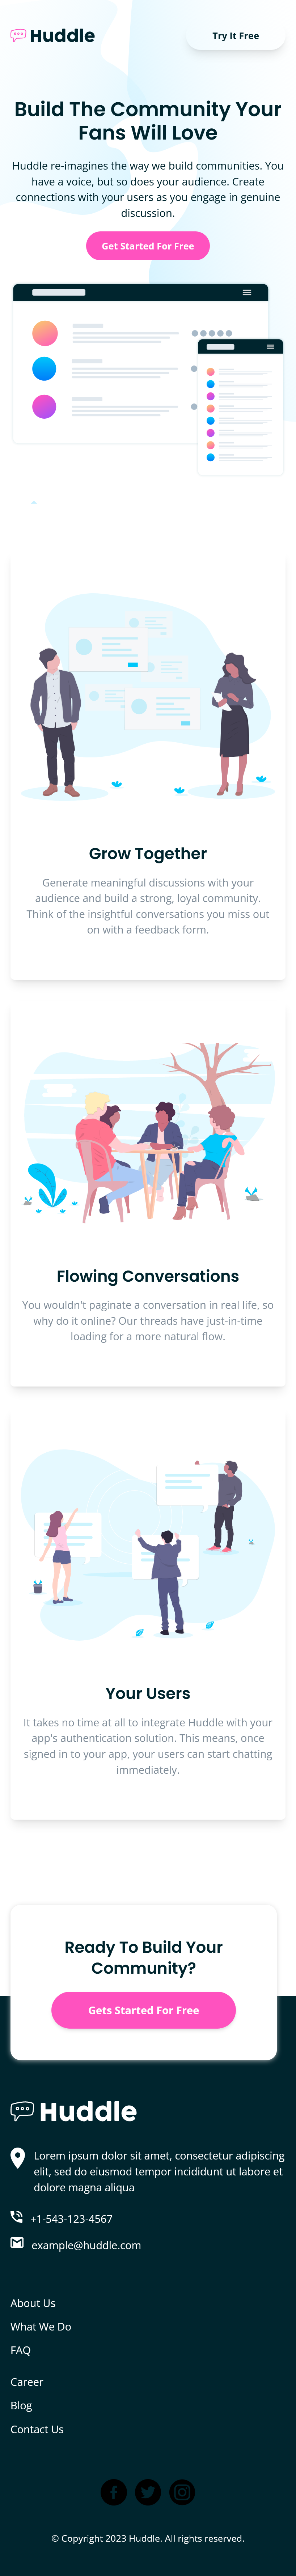 Huddle
Try It Free
Build The Community Your
Fans Will Love
Huddle re-imagines the way we build communities. You
have a voice, but so does your audience. Create
connections with your users as you engage in genuine
discussion.
Get Started For Free
Grow Together
Generate meaningful discussions with your
audience and build a strong, loyal community.
Think of the insightful conversations you miss out
on with a feedback form.
Flowing Conversations
You wouldn't paginate a conversation in real life, so
why do it online? Our threads have just-in-time
loading for a more natural flow.
Your Users
It takes no time at all to integrate Huddle with your
app's authentication solution. This means, once
signed in to your app, your users can start chatting
immediately.
Ready To Build Your
Community?
Gets Started For Free
Huddle
Lorem ipsum dolor sit amet, consectetur adipiscing
elit, sed do eiusmod tempor incididunt ut labore et
dolore magna aliqua
+1-543-123-4567
example@huddle.com
About Us
What We Do
FAQ
Career
Blog
Contact Us
© Copyright 2023 Huddle. All rights reserved.